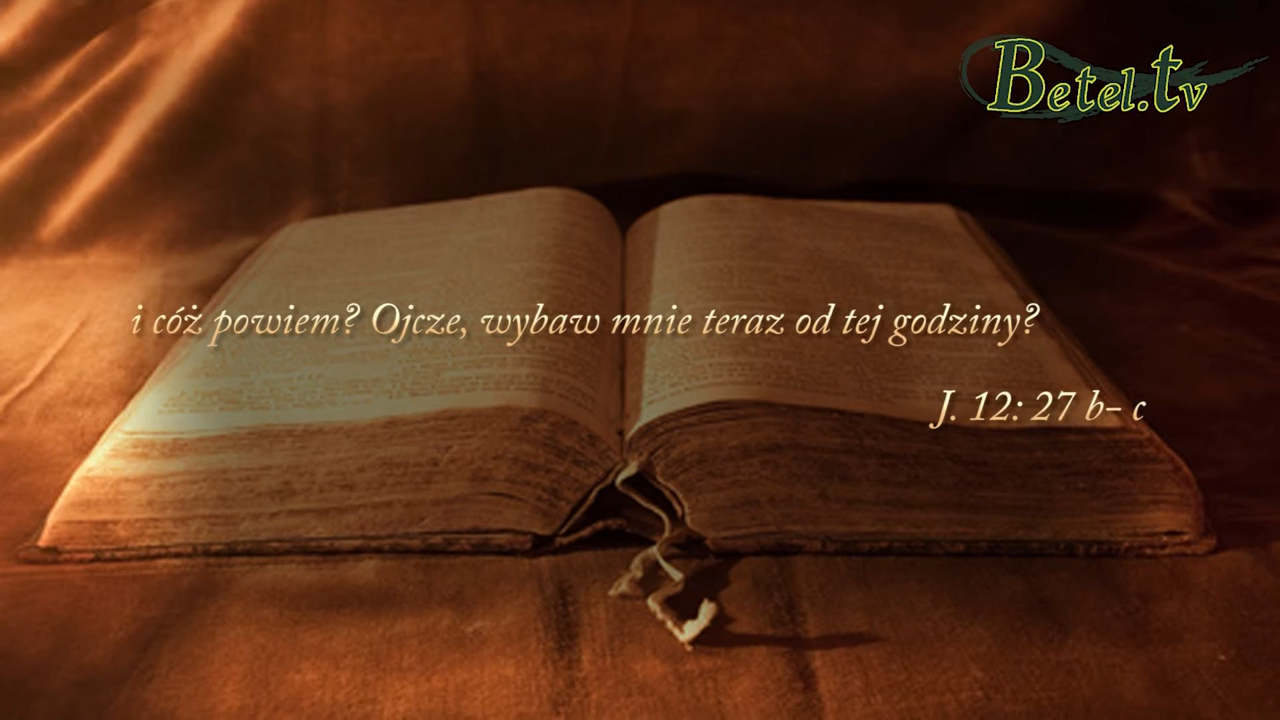 Betel.tv
i cóż powiem? Ojcze, wybaw mnie teraz od tej godziny?
J. 12: 27 b- c